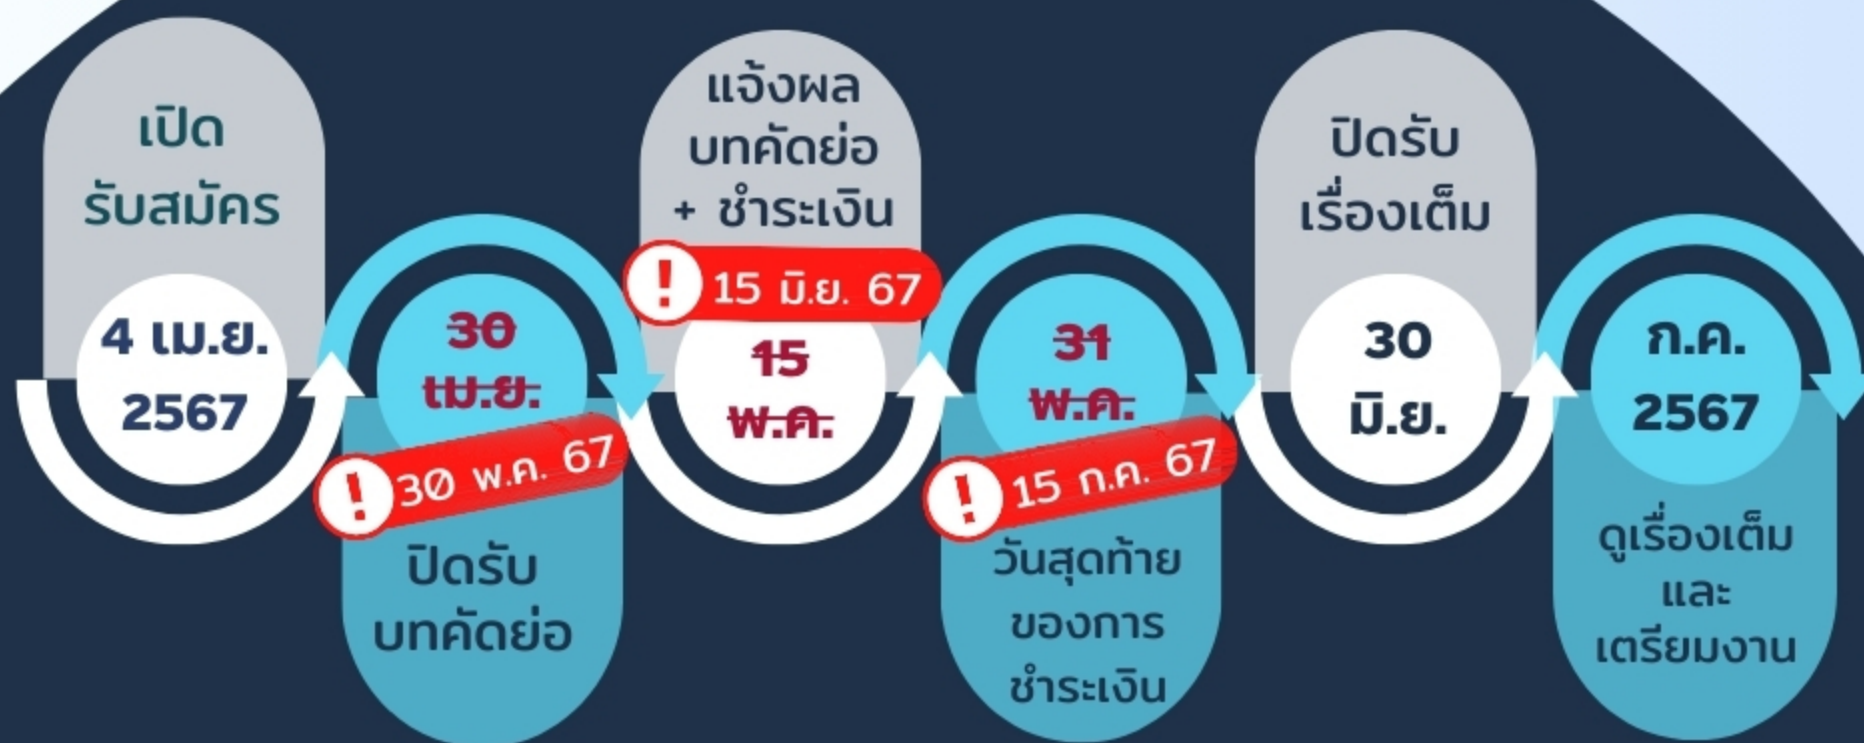 เปิด
รับสมัคร
4 เม.ย.
2567
30
เม.ย.
! 30 พ.ค. 67
ปิดรับ
บทคัดย่อ
แจ้งผล
บทคัดย่อ
+ ชำระเงิน
! 15 มิ.ย. 67
15
พ.ค.
31
พ.ค.
! 15 ก.ค. 67
วันสุดท้าย
ของการ
ชำระเงิน
ปิดรับ
เรื่องเต็ม
30
มิ.ย.
ก.ค.
2567
ดูเรื่องเต็ม
และ
เตรียมงาน